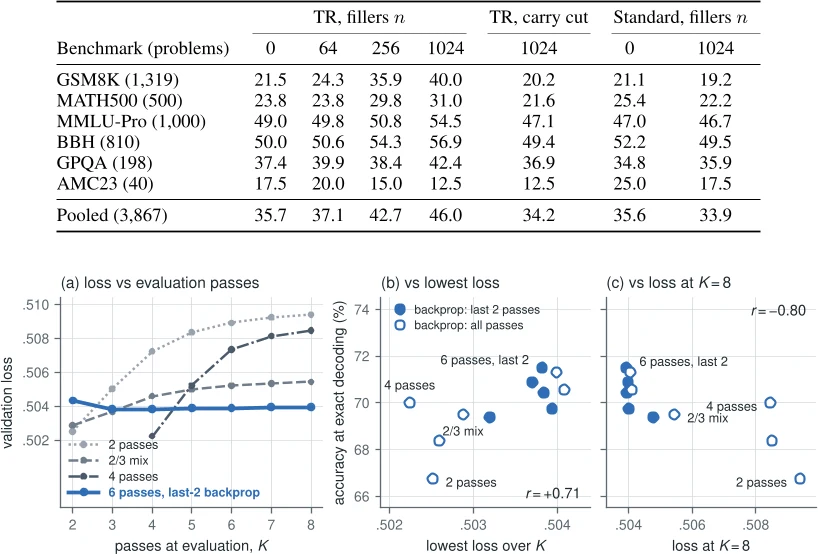 TR, fillers n TR, carry cut Standard, fillers n
Benchmark (problems) 0 64 256 1024 1024 0 1024
GSM8K (1,319) 21.5 24.3 35.9 40.0 20.2 21.1 19.2
MATH500 (500) 23.8 23.8 29.8 31.0 21.6 25.4 22.2
MMLU-Pro (1,000) 49.0 49.8 50.8 54.5 47.1 47.0 46.7
BBH (810) 50.0 50.6 54.3 56.9 49.4 52.2 49.5
GPQA (198) 37.4 39.9 38.4 42.4 36.9 34.8 35.9
AMC23 (40) 17.5 20.0 15.0 12.5 12.5 25.0 17.5
Pooled (3,867) 35.7 37.1 42.7 46.0 34.2 35.6 33.9
(a) loss vs evaluation passes
validation loss
.510
.508
.506
.504
.502
2 passes
2/3 mix
4 passes
6 passes, last-2 backprop
2 3 4 5 6 7 8
passes at evaluation, K
(b) vs lowest loss
accuracy at exact decoding (%)
74
72
70
68
66
backprop: last 2 passes
backprop: all passes
6 passes, last 2
4 passes
2/3 mix
2 passes
r = +0.71
.502 .503 .504
lowest loss over K
(c) vs loss at K = 8
r = −0.80
6 passes, last 2
4 passes
2/3 mix
2 passes
.504 .506 .508
loss at K = 8